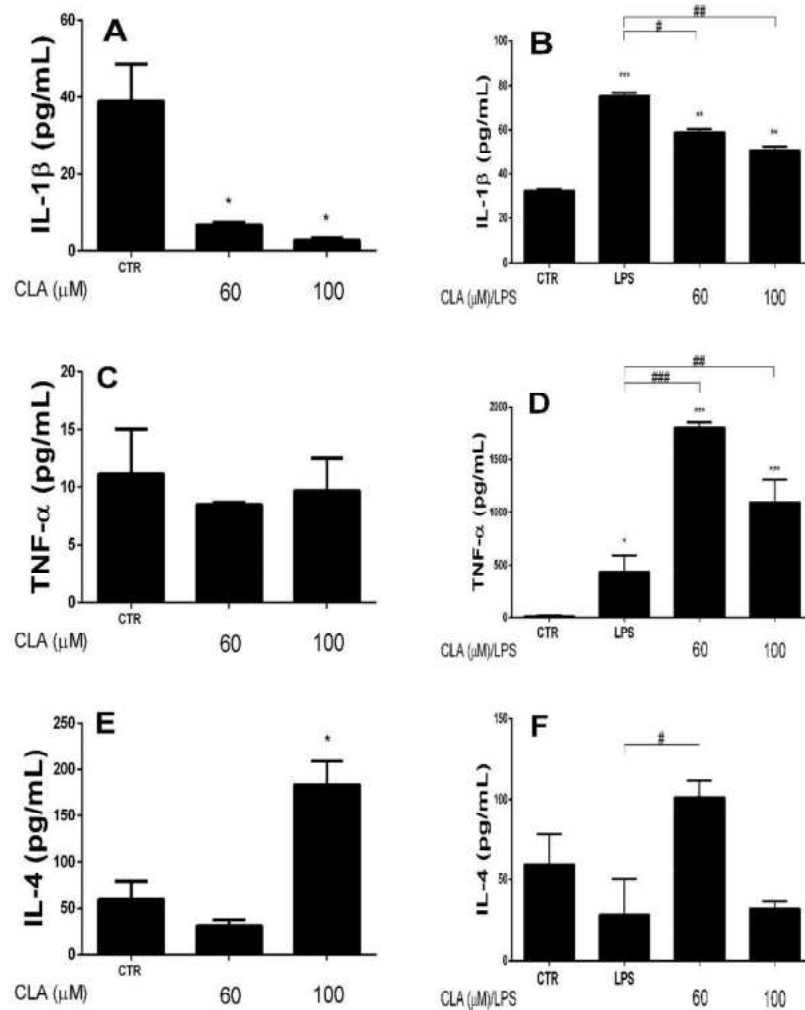 A
IL-1β (pg/mL)
60
40
20
0
CTR
CLA (μM)
60
100
*
*
B
IL-1β (pg/mL)
100
80
60
40
20
0
CTR
LPS
CLA (μM)/LPS
60
100
***
**
**
#
##
C
TNF-α (pg/mL)
20
15
10
5
0
CTR
CLA (μM)
60
100
D
TNF-α (pg/mL)
2000
1500
1000
500
0
CTR
LPS
CLA (μM)/LPS
60
100
*
***
***
###
##
E
IL-4 (pg/mL)
250
200
150
100
50
0
CTR
CLA (μM)
60
100
*
F
IL-4 (pg/mL)
150
100
50
0
CTR
LPS
CLA (μM)/LPS
60
100
#